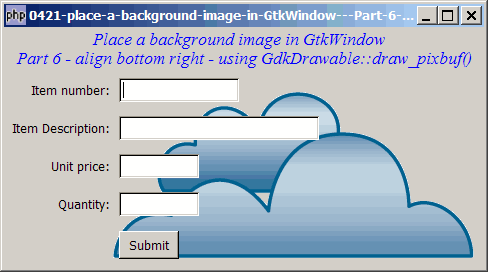 php 0421-place-a-background-image-in-GtkWindow---Part-6-...
Place a background image in GtkWindow
Part 6 - align bottom right - using GdkDrawable::draw_pixbuf()
Item number:
Item Description:
Unit price:
Quantity:
Submit